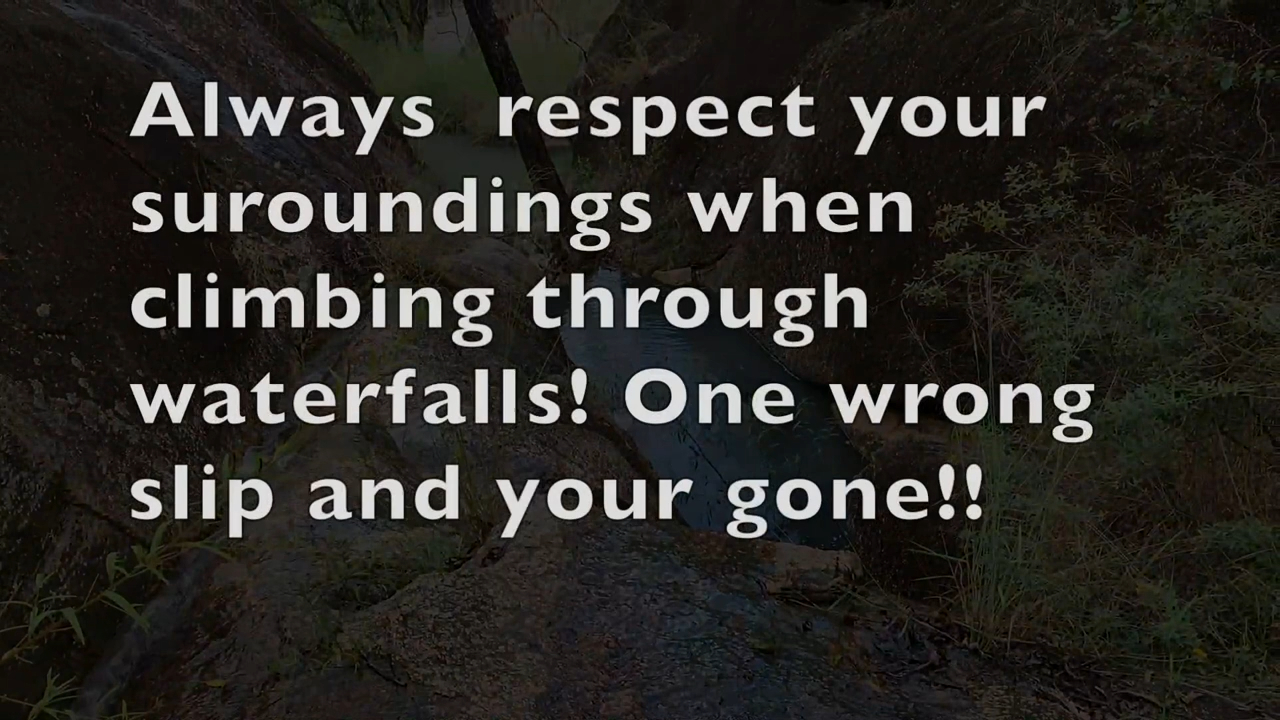 Always  respect your
suroundings when
climbing through
waterfalls! One wrong
slip and your gone!!